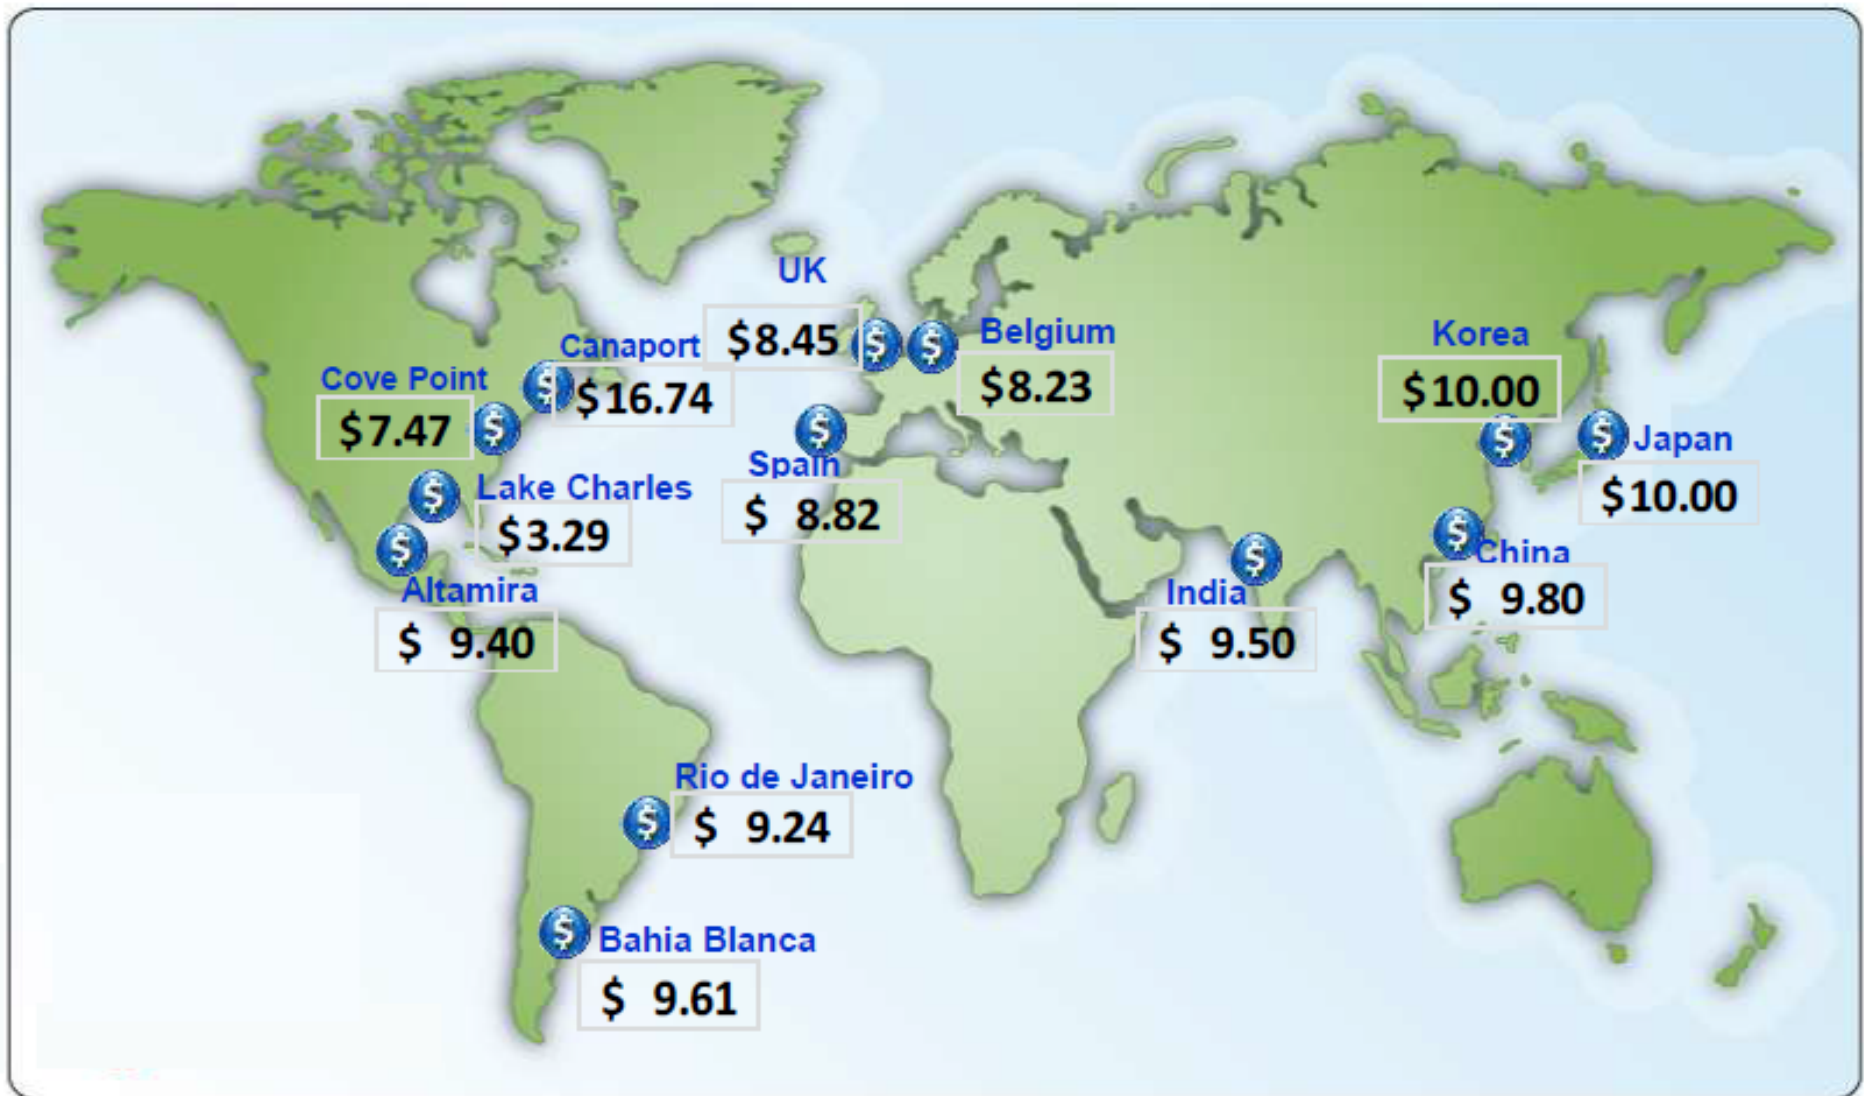 UK
$8.45
Belgium
$8.23
Korea
$10.00
Canaport
$16.74
Cove Point
$7.47
Japan
$10.00
Spain
$ 8.82
Lake Charles
$3.29
China
$ 9.80
Altamira
$ 9.40
India
$ 9.50
Rio de Janeiro
$ 9.24
Bahia Blanca
$ 9.61